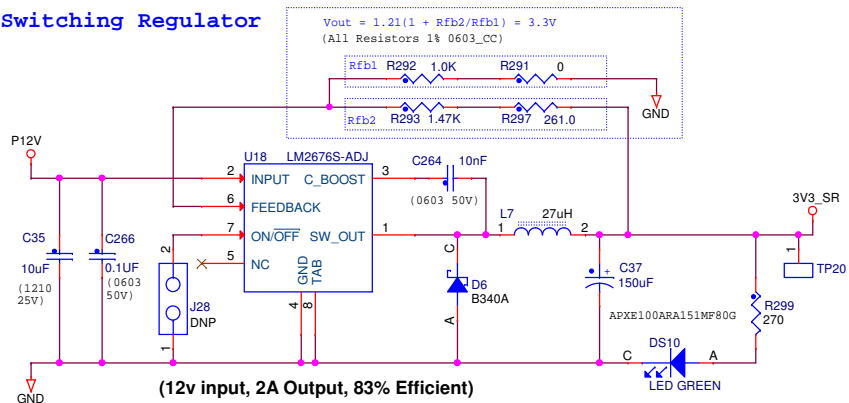 Switching Regulator
Vout = 1.21(1 + Rfb2/Rfb1) = 3.3V
(All Resistors 1% 0603_CC)
Rfb1 R292 1.0K R291 0
Rfb2 R293 1.47K R297 261.0
GND
P12V
U18 LM2676S-ADJ
C264 10nF
(0603 50V)
2 INPUT C_BOOST 3
6 FEEDBACK
7 ON/OFF SW_OUT 1
5 NC
GND
TAB
4
8
L7 27uH
1 2
3V3_SR
1
TP20
C35
10uF
(1210
25V)
C266
0.1UF
(0603
50V)
2
J28
DNP
1
C
D6
B340A
A
+
C37
150uF
APXE100ARA151MF80G
R299
270
DS10
C A
LED GREEN
GND
(12v input, 2A Output, 83% Efficient)